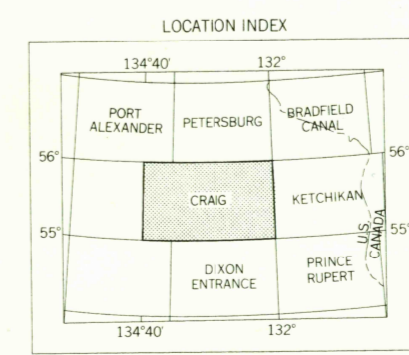 LOCATION INDEX
134°40' 132°
PORT
ALEXANDER
PETERSBURG
BRADFIELD
CANAL
56° 56°
CRAIG
KETCHIKAN
55° 55°
U.S.
CANADA
DIXON
ENTRANCE
PRINCE
RUPERT
134°40' 132°